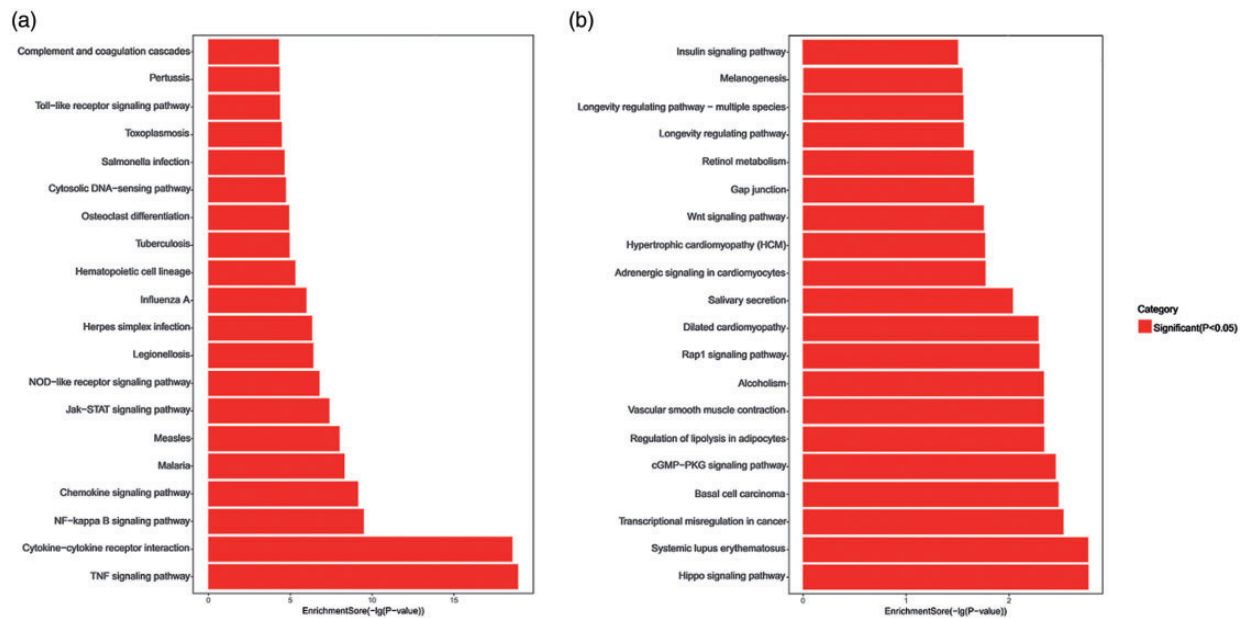 (a)
Complement and coagulation cascades
Pertussis
Toll−like receptor signaling pathway
Toxoplasmosis
Salmonella infection
Cytosolic DNA−sensing pathway
Osteoclast differentiation
Tuberculosis
Hematopoietic cell lineage
Influenza A
Herpes simplex infection
Legionellosis
NOD−like receptor signaling pathway
Jak−STAT signaling pathway
Measles
Malaria
Chemokine signaling pathway
NF−kappa B signaling pathway
Cytokine−cytokine receptor interaction
TNF signaling pathway
0 5 10 15
EnrichmentSore(−lg(P−value))
(b)
Insulin signaling pathway
Melanogenesis
Longevity regulating pathway − multiple species
Longevity regulating pathway
Retinol metabolism
Gap junction
Wnt signaling pathway
Hypertrophic cardiomyopathy (HCM)
Adrenergic signaling in cardiomyocytes
Salivary secretion
Dilated cardiomyopathy
Rap1 signaling pathway
Alcoholism
Vascular smooth muscle contraction
Regulation of lipolysis in adipocytes
cGMP−PKG signaling pathway
Basal cell carcinoma
Transcriptional misregulation in cancer
Systemic lupus erythematosus
Hippo signaling pathway
0 1 2
EnrichmentSore(−lg(P−value))
Category
Significant(P<0.05)